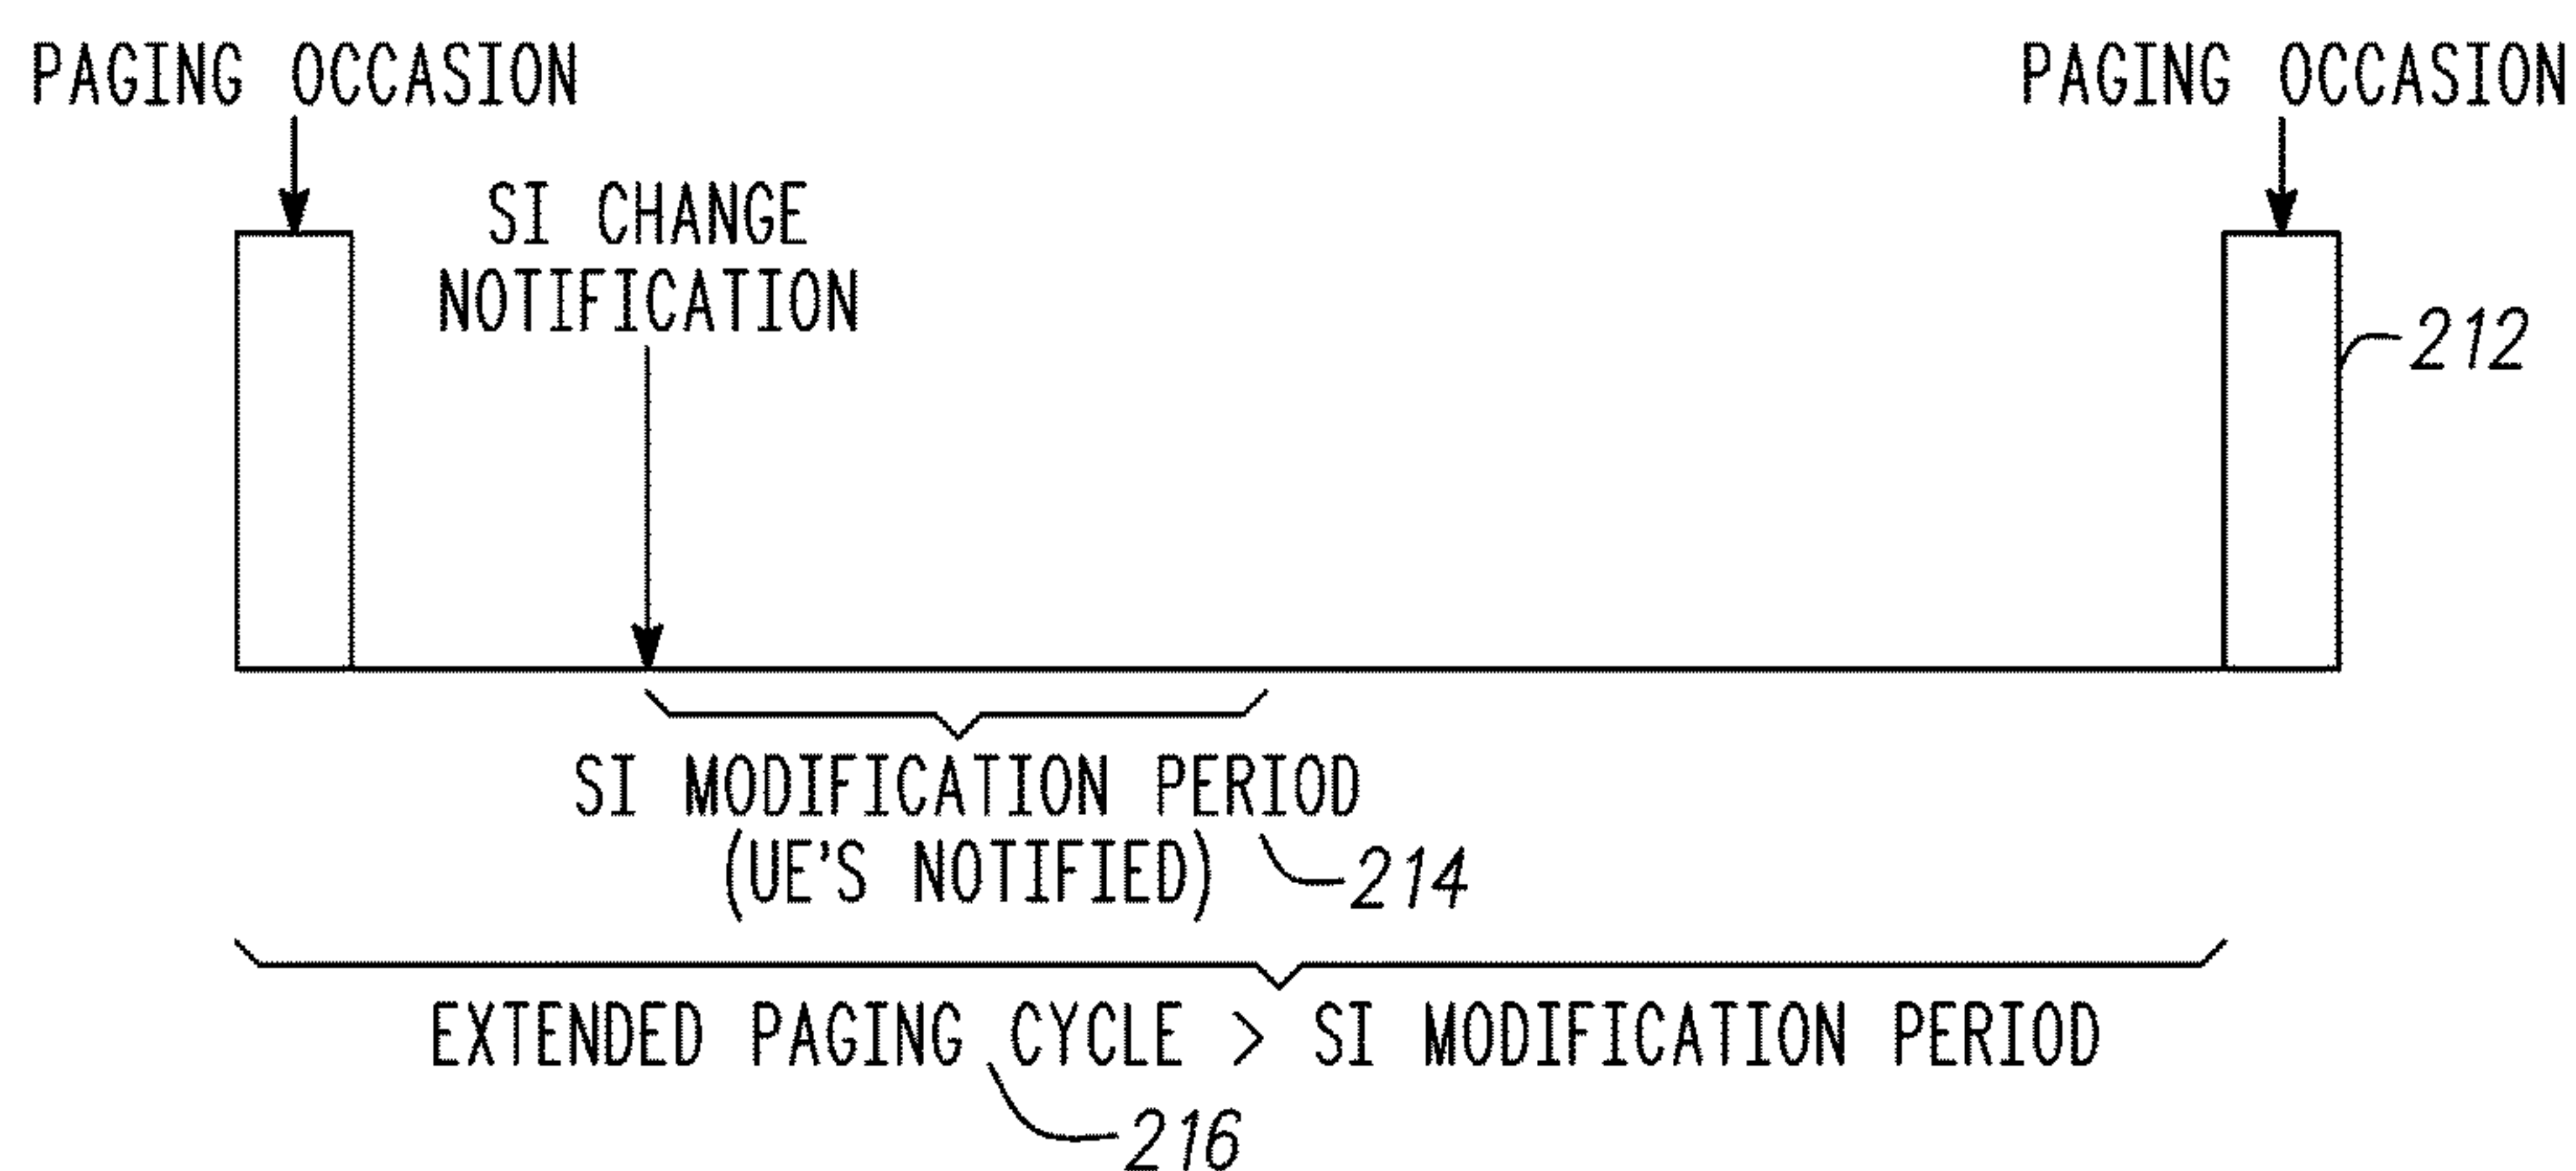 PAGING OCCASION
PAGING OCCASION
SI CHANGE
NOTIFICATION
212
SI MODIFICATION PERIOD
(UE'S NOTIFIED)
214
EXTENDED PAGING CYCLE > SI MODIFICATION PERIOD
216